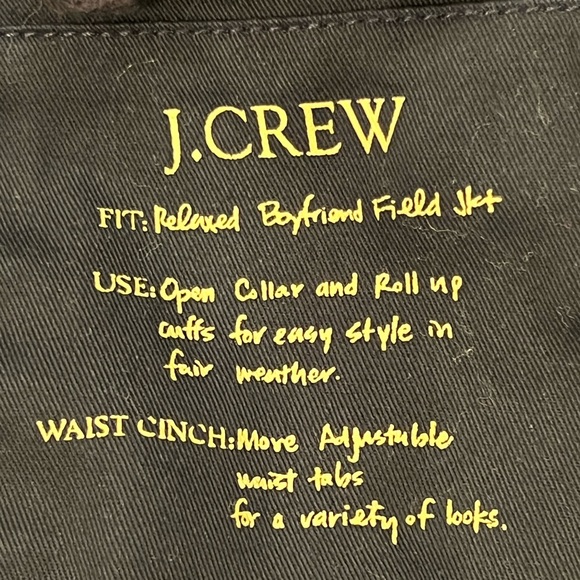 J.CREW
FIT: Relaxed Boyfriend Field Jkt
USE: Open Collar and Roll up
cuffs for easy style in
fair weather.
WAIST CINCH: Move Adjustable
waist tabs
for a variety of looks.